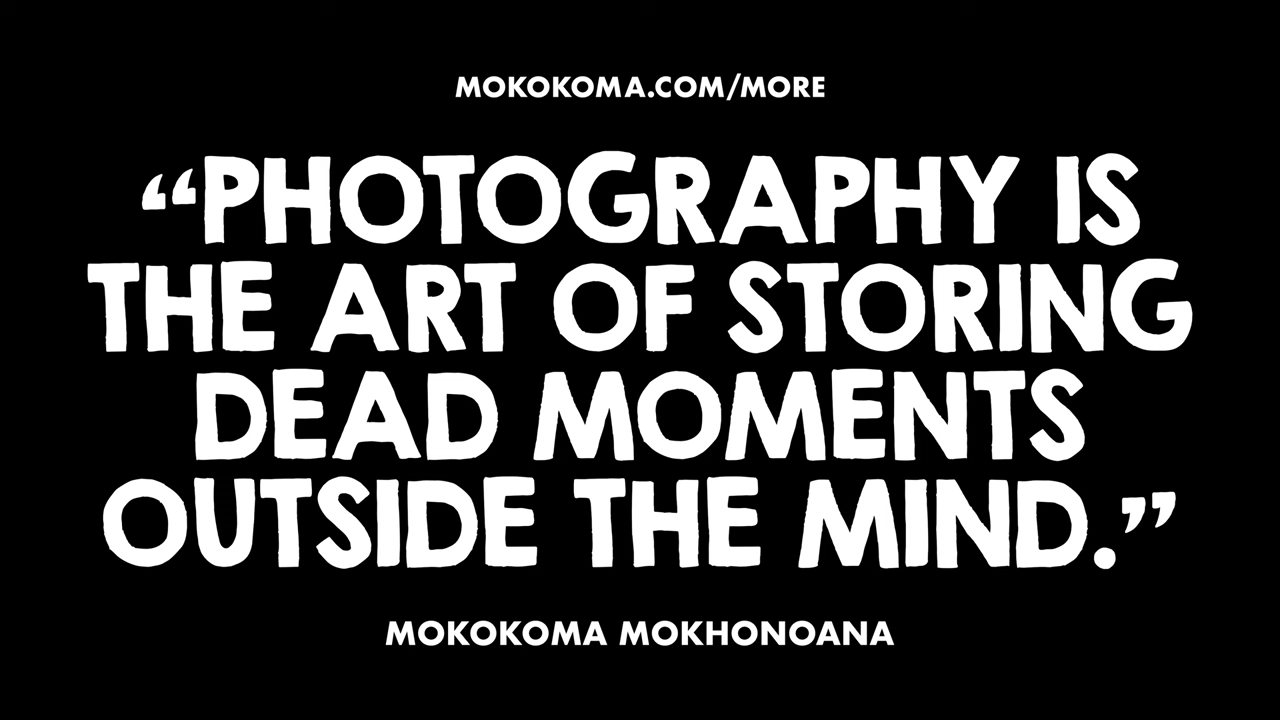 MOKOKOMA.COM/MORE
“PHOTOGRAPHY IS
THE ART OF STORING
DEAD MOMENTS
OUTSIDE THE MIND.”
MOKOKOMA MOKHONOANA